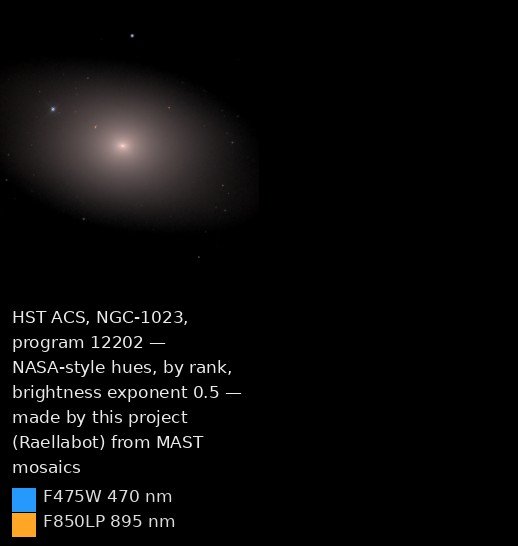 HST ACS, NGC-1023,
program 12202 —
NASA-style hues, by rank,
brightness exponent 0.5 —
made by this project
(Raellabot) from MAST
mosaics
F475W 470 nm
F850LP 895 nm